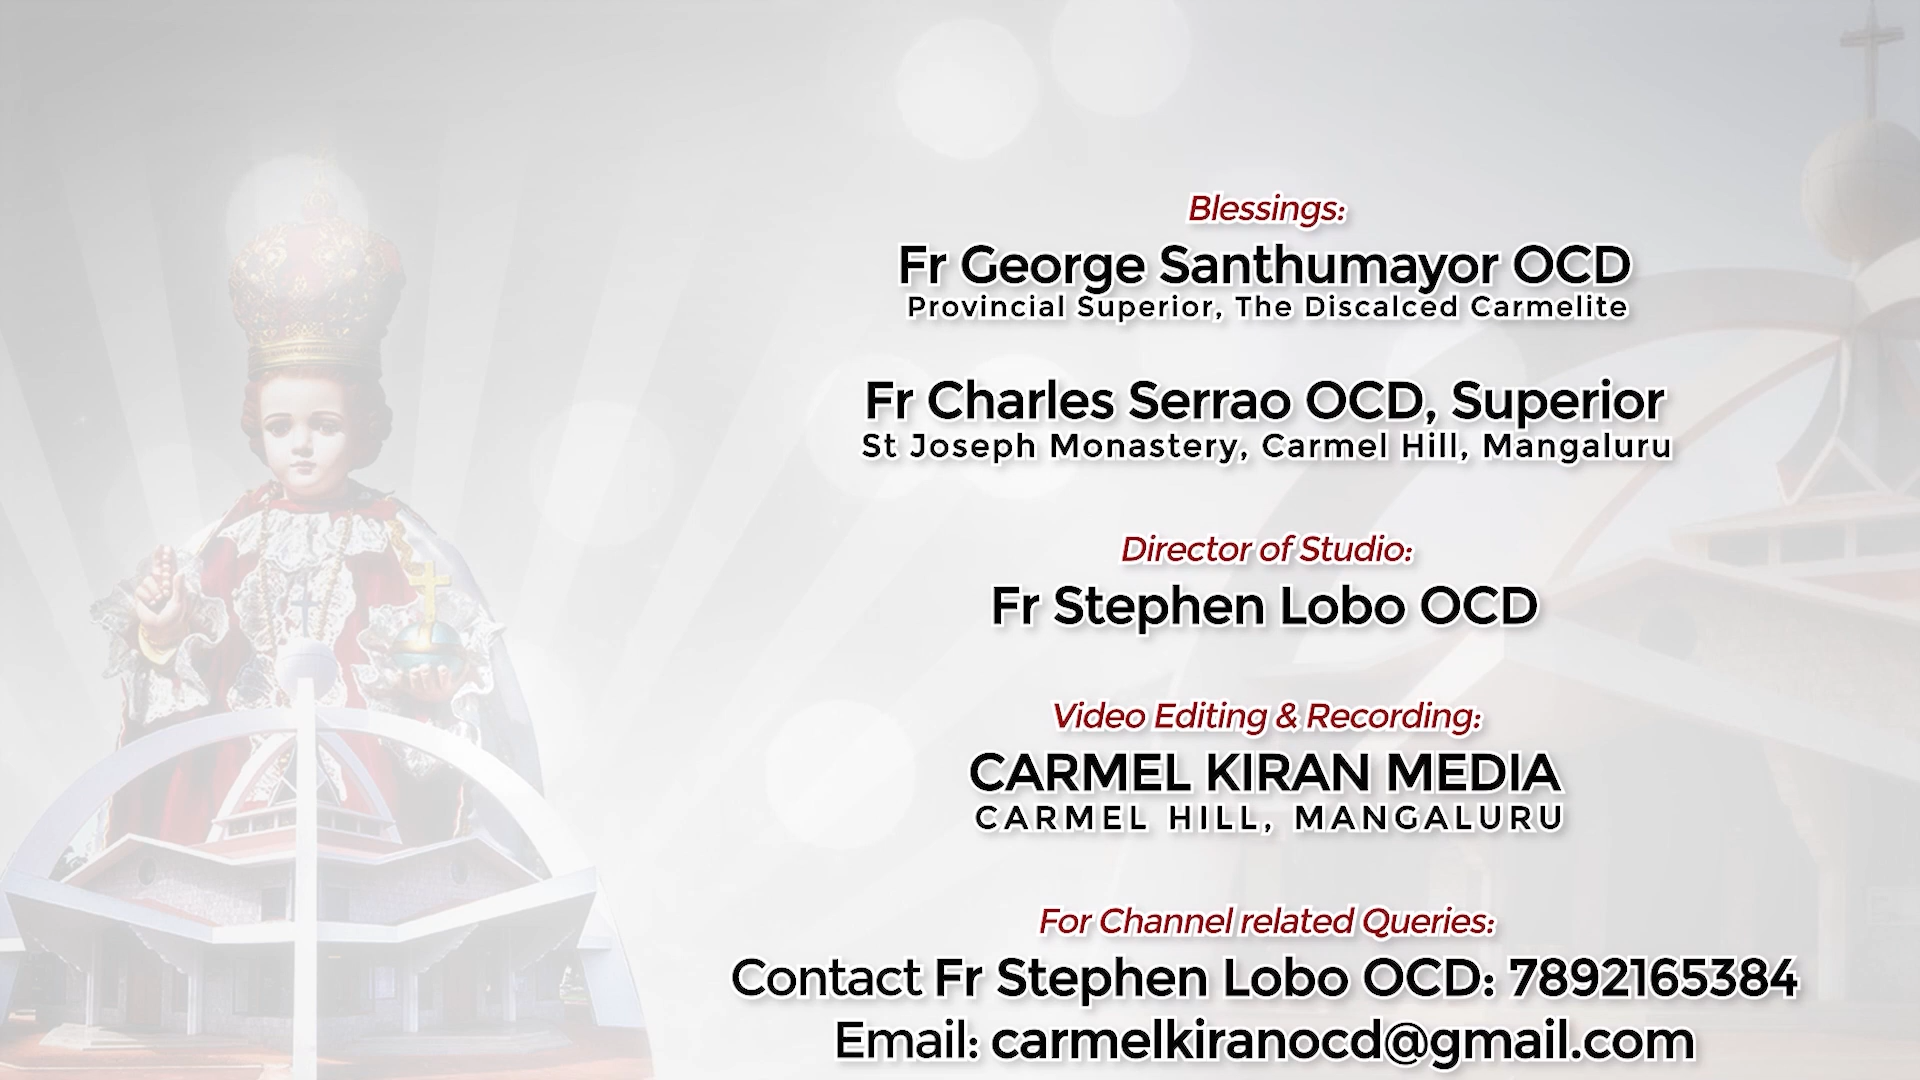 Blessings:
Fr George Santhumayor OCD
Provincial Superior, The Discalced Carmelite
Fr Charles Serrao OCD, Superior
St Joseph Monastery, Carmel Hill, Mangaluru
Director of Studio:
Fr Stephen Lobo OCD
Video Editing & Recording:
CARMEL KIRAN MEDIA
CARMEL HILL, MANGALURU
For Channel related Queries:
Contact Fr Stephen Lobo OCD: 7892165384
Email: carmelkiranocd@gmail.com